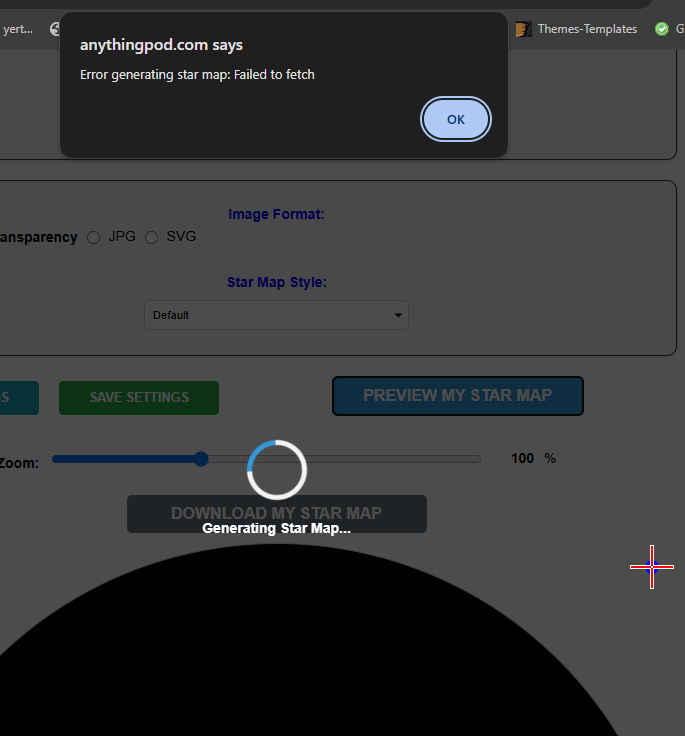 yert...
Themes-Templates
G
anythingpod.com says
Error generating star map: Failed to fetch
OK
Image Format:
ansparency
JPG
SVG
Star Map Style:
Default
S
SAVE SETTINGS
PREVIEW MY STAR MAP
Zoom:
100 %
DOWNLOAD MY STAR MAP
Generating Star Map...